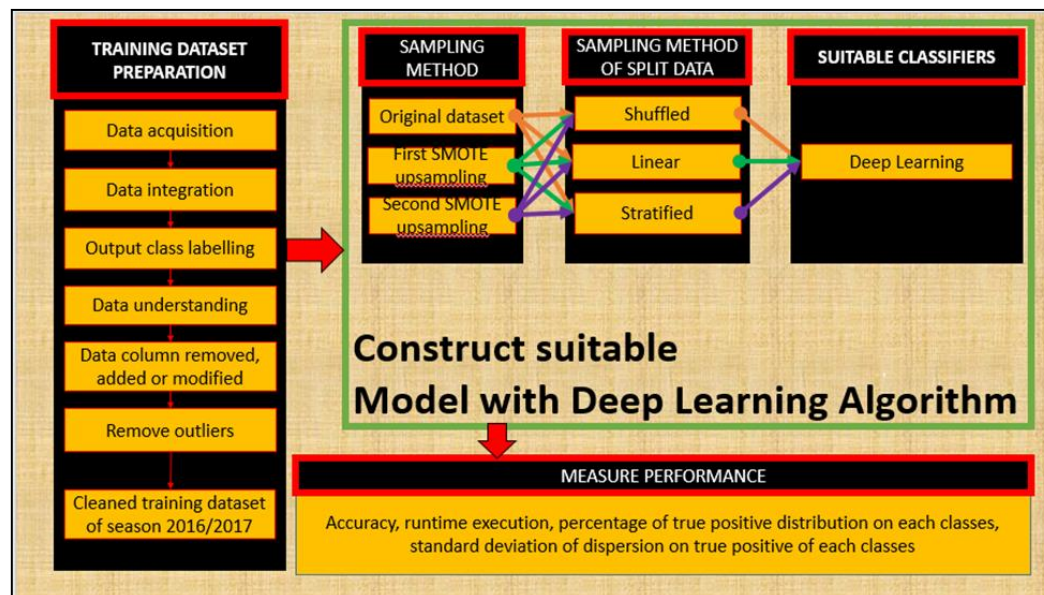 TRAINING DATASET
PREPARATION
Data acquisition
Data integration
Output class labelling
Data understanding
Data column removed,
added or modified
Remove outliers
Cleaned training dataset
of season 2016/2017
SAMPLING
METHOD
Original dataset
First SMOTE
upsampling
Second SMOTE
upsampling
SAMPLING METHOD
OF SPLIT DATA
Shuffled
Linear
Stratified
SUITABLE CLASSIFIERS
Deep Learning
Construct suitable
Model with Deep Learning Algorithm
MEASURE PERFORMANCE
Accuracy, runtime execution, percentage of true positive distribution on each classes,
standard deviation of dispersion on true positive of each classes